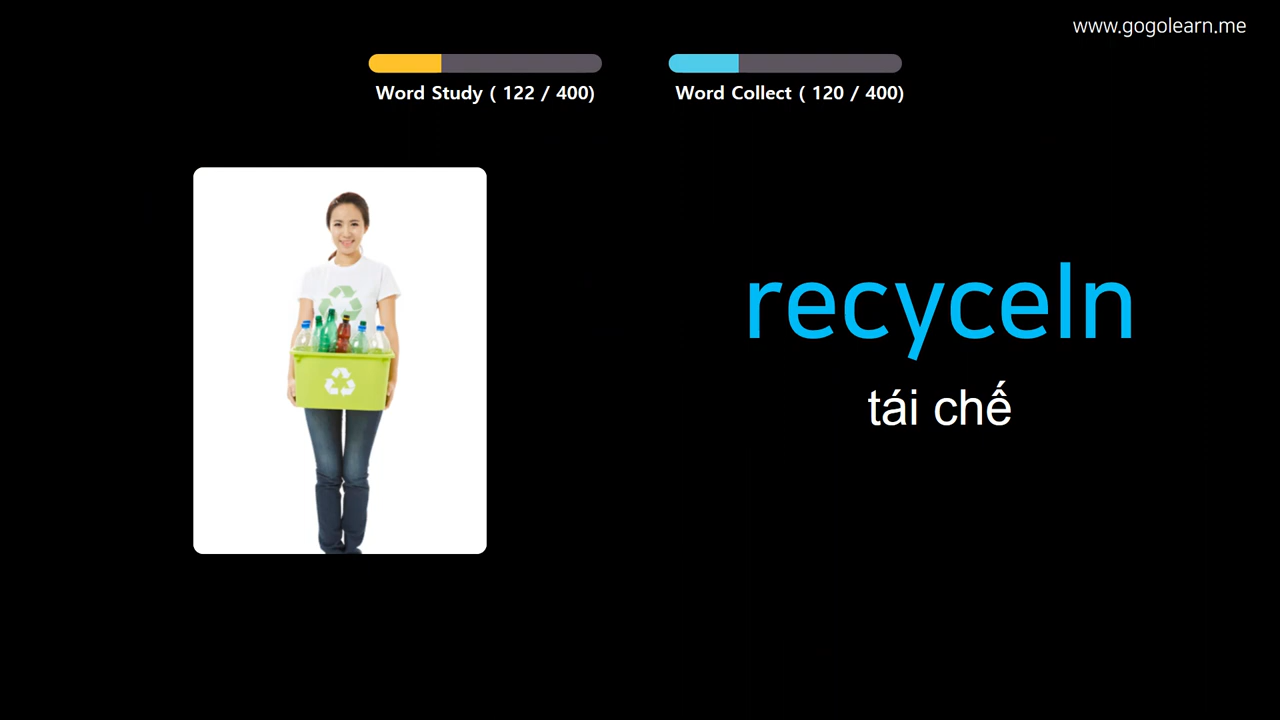 www.gogolearn.me
Word Study ( 122 / 400)
Word Collect ( 120 / 400)
recyceln
tái chế